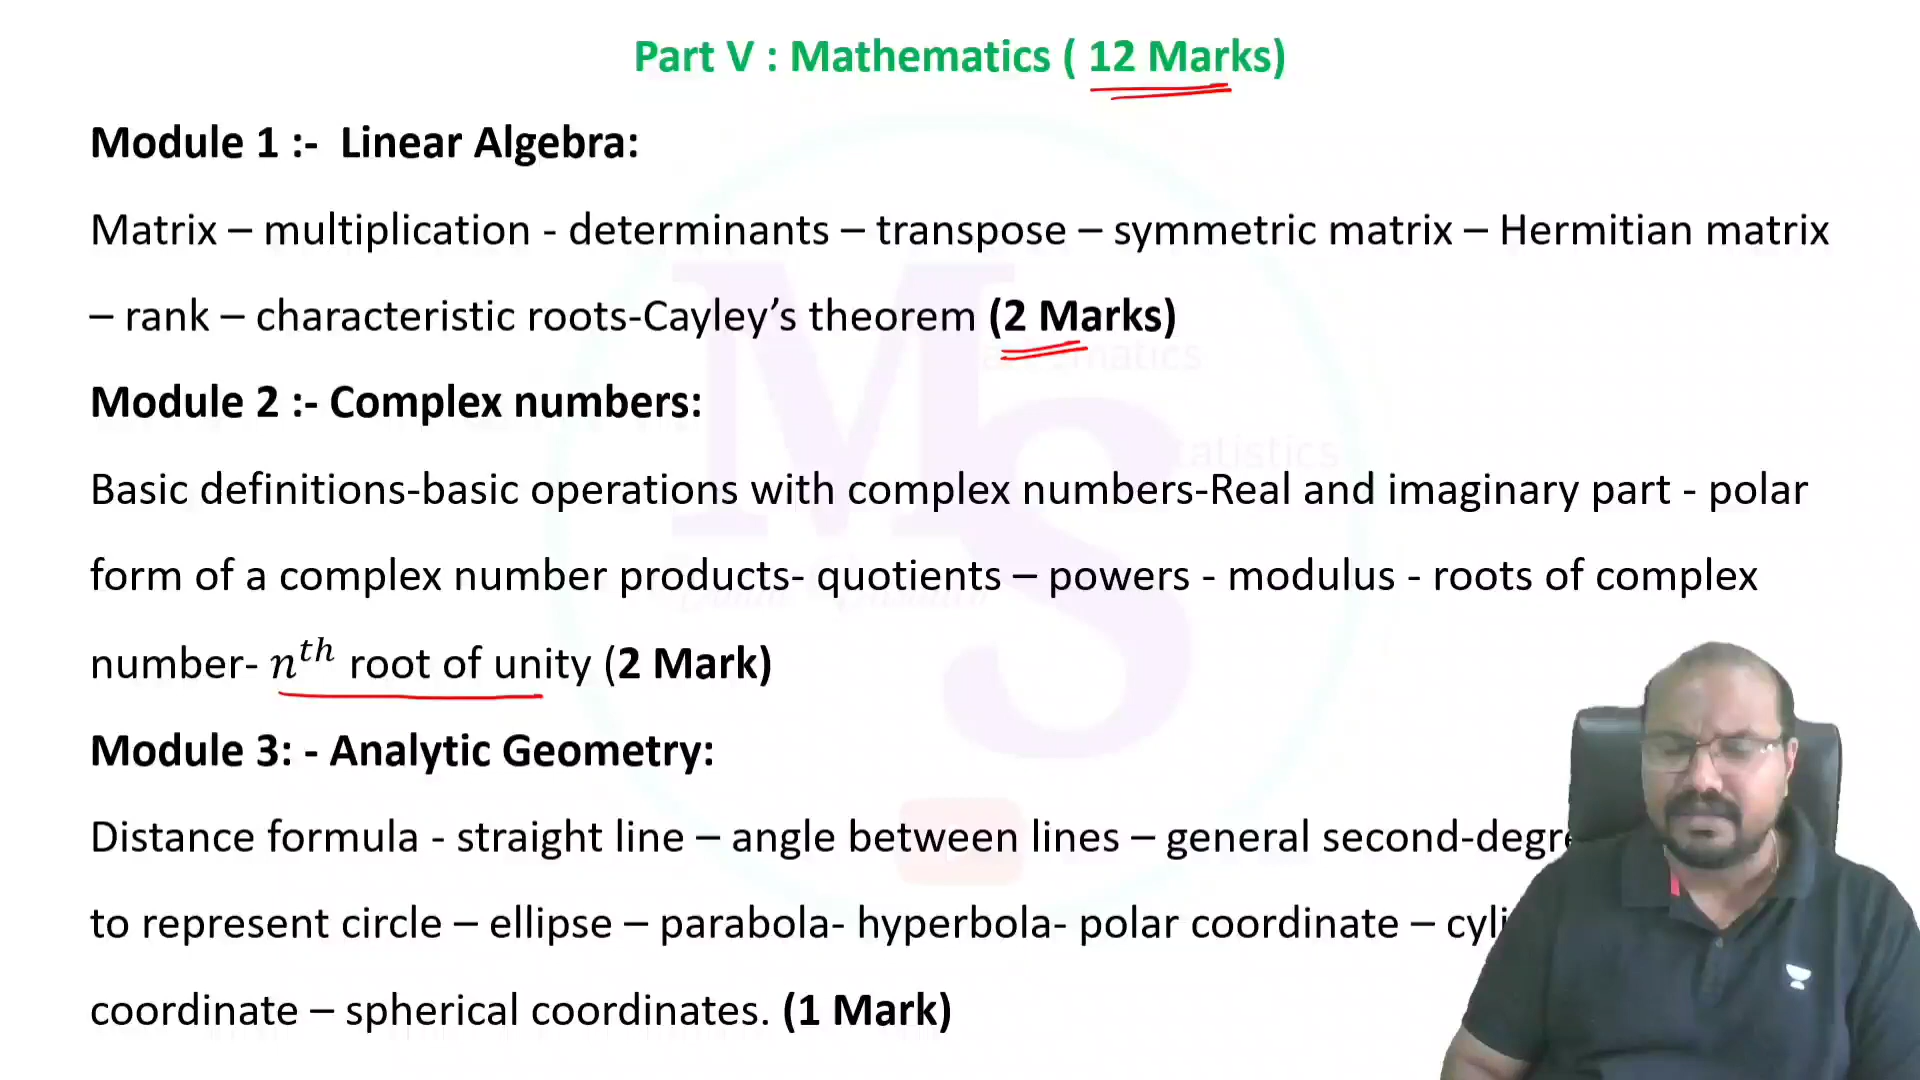 Part V : Mathematics ( 12 Marks)
Module 1 :- Linear Algebra:
Matrix – multiplication - determinants – transpose – symmetric matrix – Hermitian matrix
– rank – characteristic roots-Cayley’s theorem (2 Marks)
Module 2 :- Complex numbers:
Basic definitions-basic operations with complex numbers-Real and imaginary part - polar
form of a complex number products- quotients – powers - modulus - roots of complex
number- n^th root of unity (2 Mark)
Module 3: - Analytic Geometry:
Distance formula - straight line – angle between lines – general
to represent circle – ellipse – parabola- hyperbola- polar coordinate –
coordinate – spherical coordinates. (1 Mark)